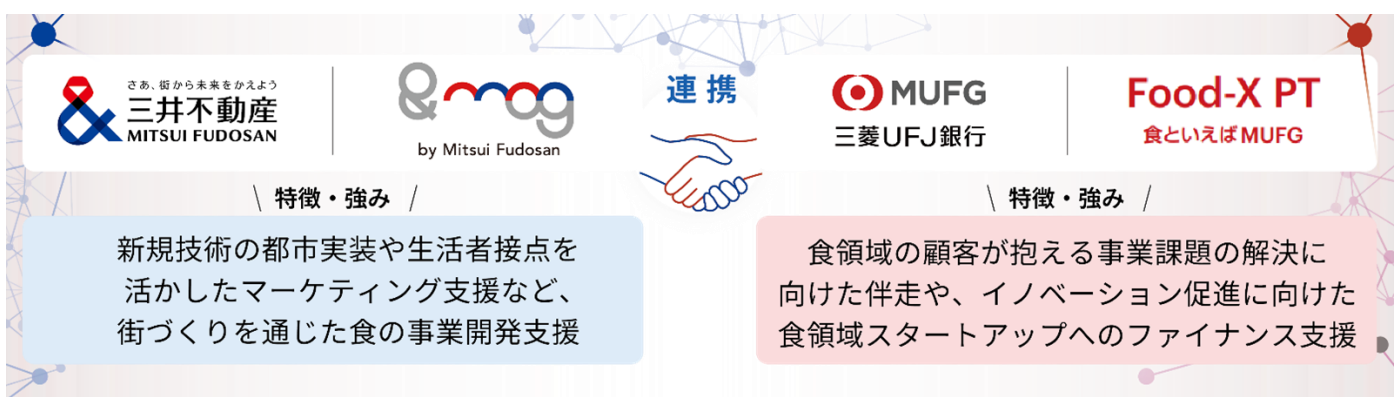 さあ、街から未来をかえよう
三井不動産
MITSUI FUDOSAN
&mog
by Mitsui Fudosan
連携
MUFG
三菱UFJ銀行
Food-X PT
食といえばMUFG
\ 特徴・強み /
新規技術の都市実装や生活者接点を
活かしたマーケティング支援など、
街づくりを通じた食の事業開発支援
\ 特徴・強み /
食領域の顧客が抱える事業課題の解決に
向けた伴走や、イノベーション促進に向けた
食領域スタートアップへのファイナンス支援